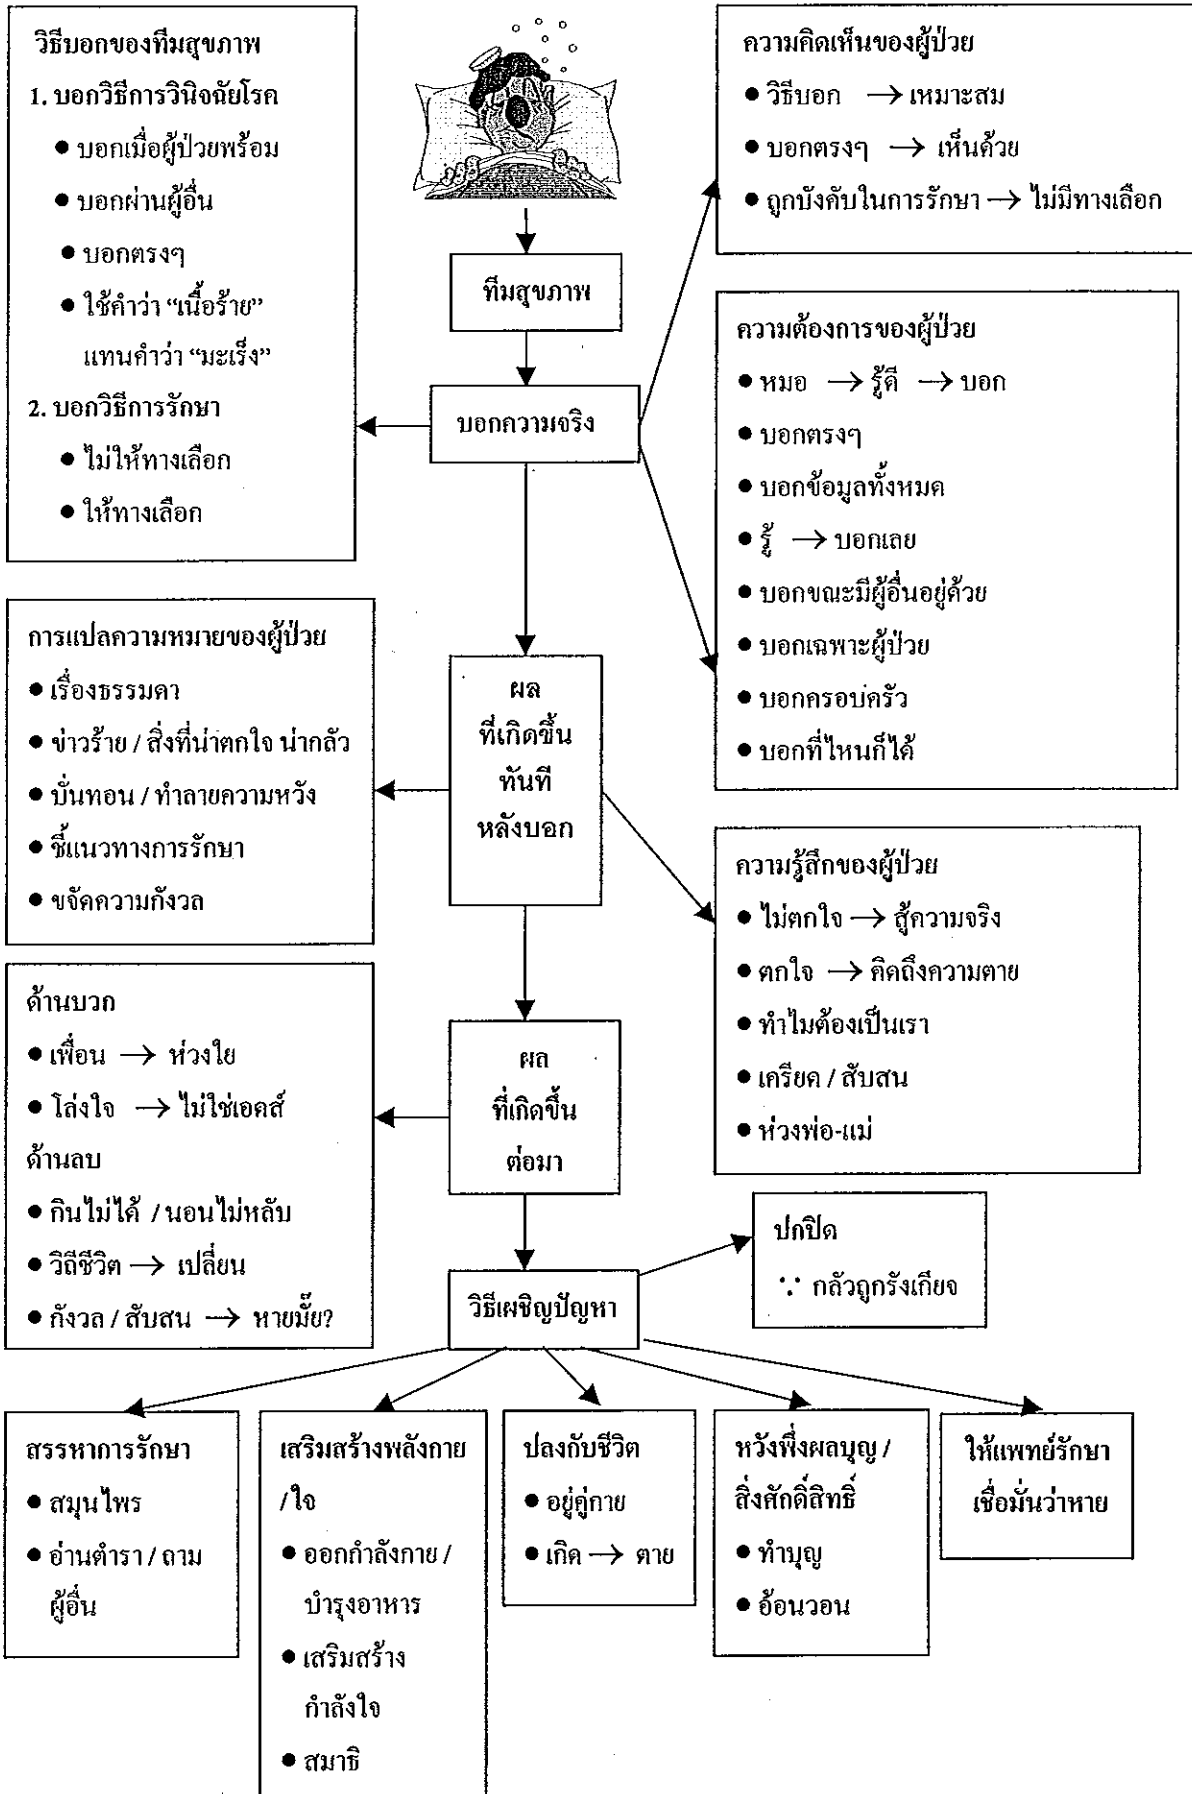 วิธีบอกของทีมสุขภาพ
1. บอกวิธีการวินิจฉัยโรค
● บอกเมื่อผู้ป่วยพร้อม
● บอกผ่านผู้อื่น
● บอกตรงๆ
● ใช้คำว่า “เนื้อร้าย”
แทนคำว่า “มะเร็ง”
2. บอกวิธีการรักษา
● ไม่ให้ทางเลือก
● ให้ทางเลือก
ความคิดเห็นของผู้ป่วย
● วิธีบอก → เหมาะสม
● บอกตรงๆ → เห็นด้วย
● ถูกบังคับในการรักษา → ไม่มีทางเลือก
ทีมสุขภาพ
บอกความจริง
ความต้องการของผู้ป่วย
● หมอ → รู้ดี → บอก
● บอกตรงๆ
● บอกข้อมูลทั้งหมด
● รู้ → บอกเลย
● บอกขณะมีผู้อื่นอยู่ด้วย
● บอกเฉพาะผู้ป่วย
● บอกครอบครัว
● บอกที่ไหนก็ได้
การแปลความหมายของผู้ป่วย
● เรื่องธรรมดา
● ข่าวร้าย / สิ่งที่น่าตกใจ น่ากลัว
● บั่นทอน / ทำลายความหวัง
● ชี้แนวทางการรักษา
● ขจัดความกังวล
ผล
ที่เกิดขึ้น
ทันที
หลังบอก
ความรู้สึกของผู้ป่วย
● ไม่ตกใจ → สู้ความจริง
● ตกใจ → คิดถึงความตาย
● ทำไมต้องเป็นเรา
● เครียด / สับสน
● ห่วงพ่อ-แม่
ด้านบวก
● เพื่อน → ห่วงใย
● โล่งใจ → ไม่ใช่เอดส์
ด้านลบ
● กินไม่ได้ / นอนไม่หลับ
● วิถีชีวิต → เปลี่ยน
● กังวล / สับสน → หายมั๊ย?
ผล
ที่เกิดขึ้น
ต่อมา
วิธีเผชิญปัญหา
ปกปิด
∵ กลัวถูกรังเกียจ
สรรหาการรักษา
● สมุนไพร
● อ่านตำรา / ถาม
ผู้อื่น
เสริมสร้างพลังกาย
/ ใจ
● ออกกำลังกาย /
บำรุงอาหาร
● เสริมสร้าง
กำลังใจ
● สมาธิ
ปลงกับชีวิต
● อยู่คู่กาย
● เกิด → ตาย
หวังพึ่งผลบุญ /
สิ่งศักดิ์สิทธิ์
● ทำบุญ
● อ้อนวอน
ให้แพทย์รักษา
เชื่อมั่นว่าหาย